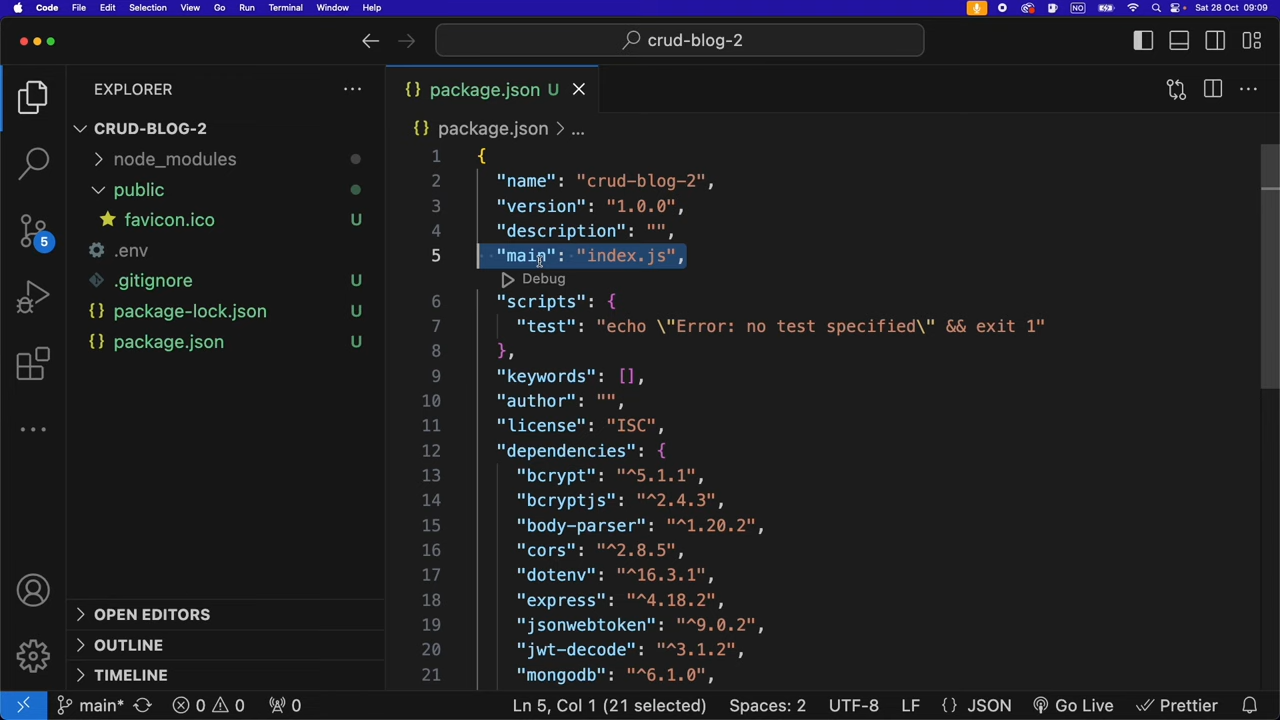 Code File Edit Selection View Go Run Terminal Window Help NO Sat 28 Oct 09:09
crud-blog-2
EXPLORER
CRUD-BLOG-2
node_modules
public
favicon.ico U
.env
.gitignore U
package-lock.json U
package.json U
OPEN EDITORS
OUTLINE
TIMELINE
5
{} package.json U
{} package.json > ...
1 {
2 "name": "crud-blog-2",
3 "version": "1.0.0",
4 "description": "",
5 "main": "index.js",
Debug
6 "scripts": {
7 "test": "echo \"Error: no test specified\" && exit 1"
8 },
9 "keywords": [],
10 "author": "",
11 "license": "ISC",
12 "dependencies": {
13 "bcrypt": "^5.1.1",
14 "bcryptjs": "^2.4.3",
15 "body-parser": "^1.20.2",
16 "cors": "^2.8.5",
17 "dotenv": "^16.3.1",
18 "express": "^4.18.2",
19 "jsonwebtoken": "^9.0.2",
20 "jwt-decode": "^3.1.2",
21 "mongodb": "^6.1.0",
main* 0 0 0 Ln 5, Col 1 (21 selected) Spaces: 2 UTF-8 LF {} JSON Go Live Prettier